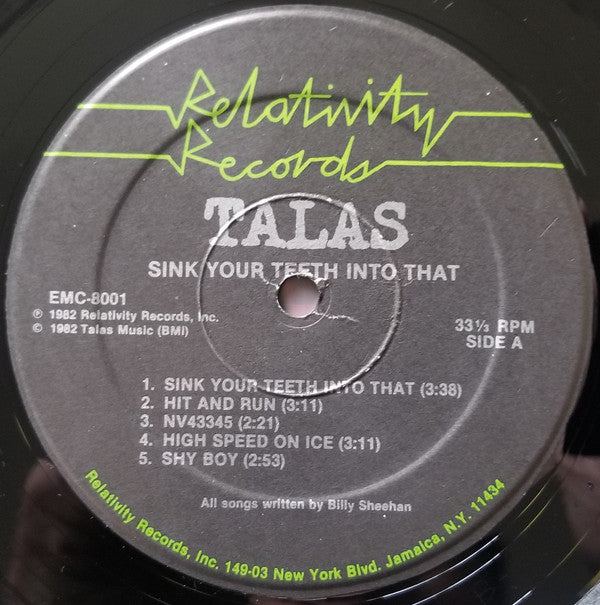 Relativity
Records
TALAS
SINK YOUR TEETH INTO THAT
EMC-8001
℗ 1982 Relativity Records, Inc.
© 1982 Talas Music (BMI)
33⅓ RPM
SIDE A
1. SINK YOUR TEETH INTO THAT (3:38)
2. HIT AND RUN (3:11)
3. NV43345 (2:21)
4. HIGH SPEED ON ICE (3:11)
5. SHY BOY (2:53)
All songs written by Billy Sheehan
Relativity Records, Inc. 149-03 New York Blvd. Jamaica, N.Y. 11434